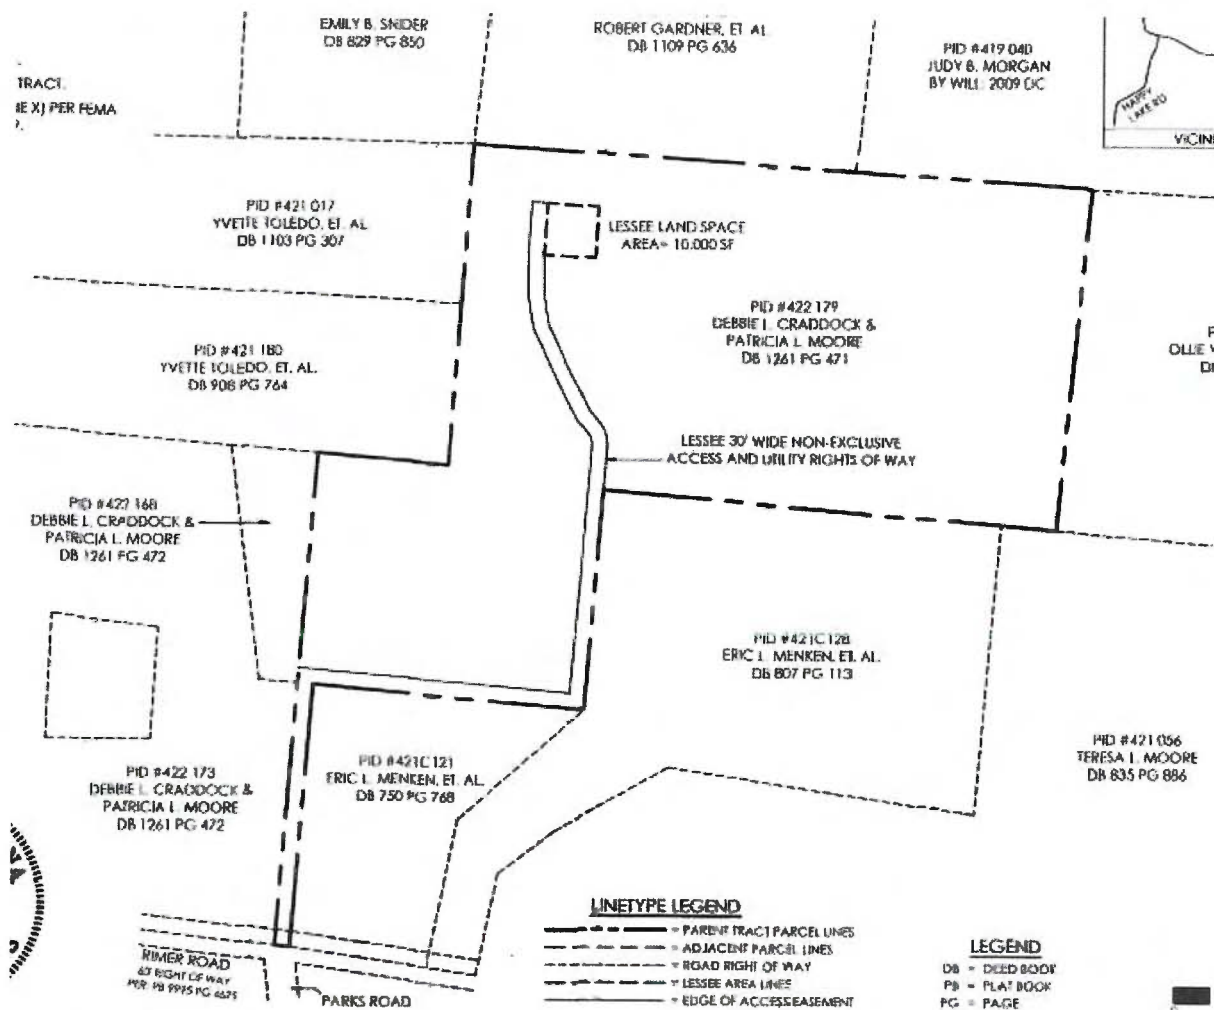 EMILY B. SNIDER
DB 829 PG 850
ROBERT GARDNER, ET AL
DB 1109 PG 636
PID #419 040
JUDY B. MORGAN
BY WILL: 2009
HAPPY
LAKE RD
VICIN
TRACT.
PER FEMA
PID #421 017
YVETTE TOLEDO, ET. AL
DB 1103 PG 307
LESSEE LAND SPACE
AREA= 10,000 SF
PID #422 179
DEBBIE L. CRADDOCK &
PATRICIA L. MOORE
DB 1261 PG 471
PID #421 180
YVETTE TOLEDO, ET. AL.
DB 908 PG 764
OLLIE
LESSEE 30' WIDE NON-EXCLUSIVE
ACCESS AND UTILITY RIGHTS OF WAY
PID #422 168
DEBBIE L. CRADDOCK &
PATRICIA L. MOORE
DB 1261 PG 472
PID #421C128
ERIC L. MENKEN, ET. AL.
DB 807 PG 113
PID #421 056
TERESA L. MOORE
DB 835 PG 886
PID #422 173
DEBBIE L. CRADDOCK &
PATRICIA L. MOORE
DB 1261 PG 472
PID #421C121
ERIC L. MENKEN, ET. AL
DB 750 PG 768
RIMER ROAD
RIGHT OF WAY
PARKS ROAD
LINETYPE LEGEND
= PARENT TRACT PARCEL LINES
= ADJACENT PARCEL LINES
= ROAD RIGHT OF WAY
= LESSEE AREA LINES
= EDGE OF ACCESS EASEMENT
LEGEND
DB = DEED BOOK
PB = PLAT BOOK
PG = PAGE